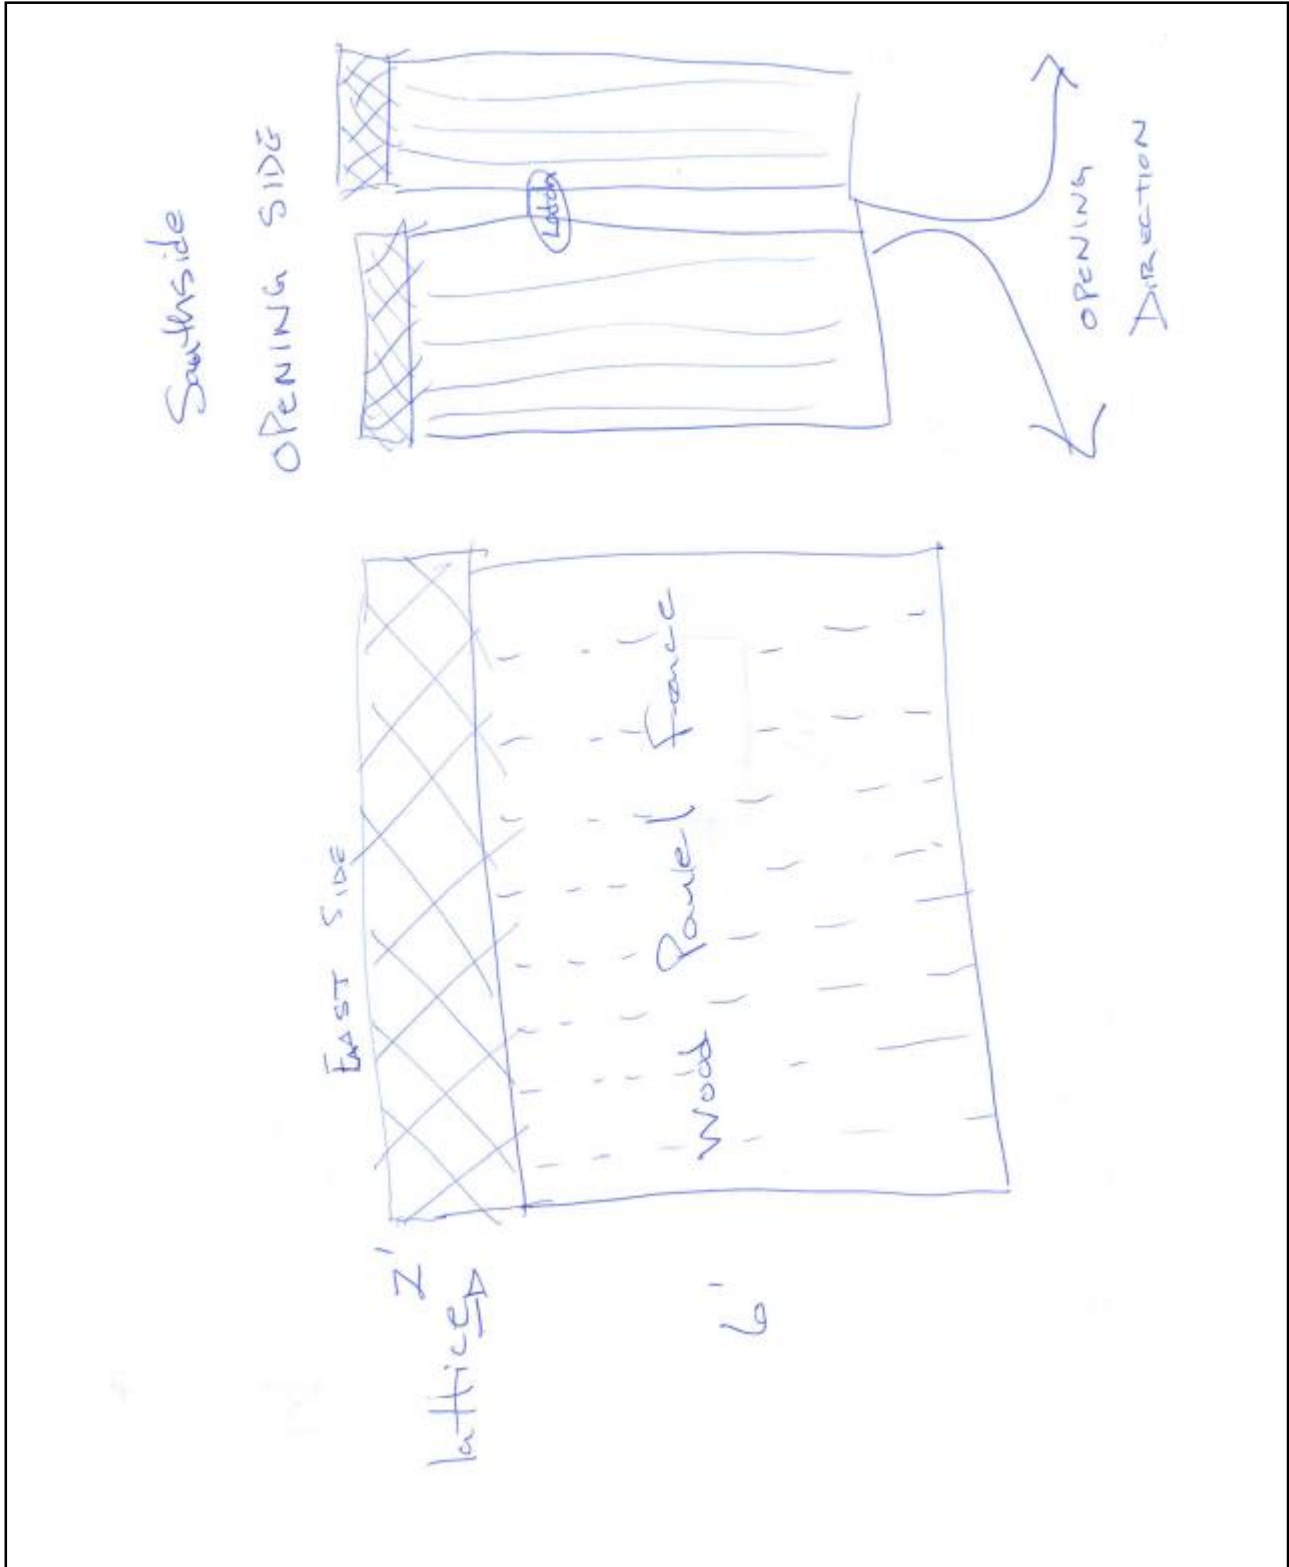 Southside
OPENING SIDE
Latch
OPENING
DIRECTION
EAST SIDE
2'
lattice
6'
Wood Panel Fence